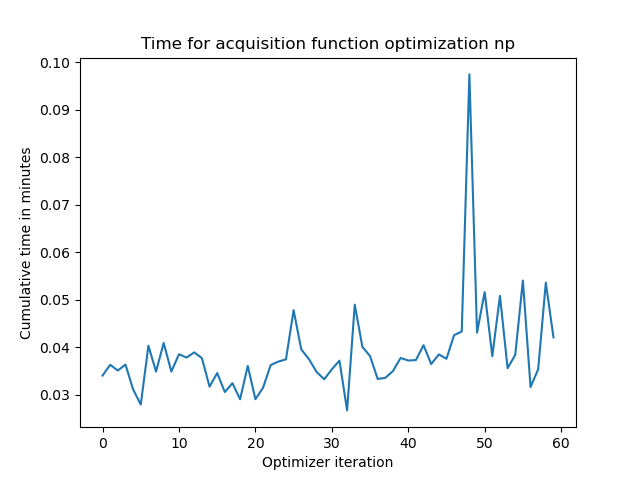 Time for acquisition function optimization np
0.10
0.09
0.08
0.07
0.06
0.05
0.04
0.03
Cumulative time in minutes
0 10 20 30 40 50 60
Optimizer iteration